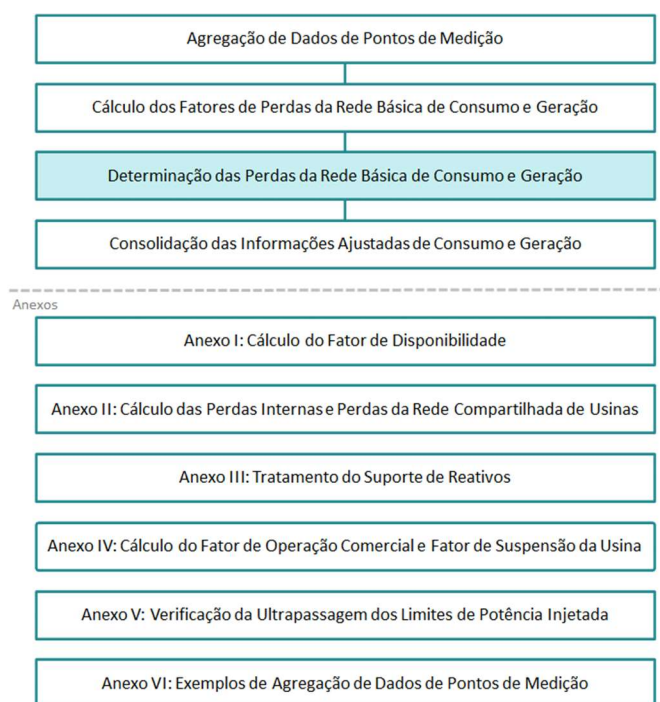 Agregação de Dados de Pontos de Medição
Cálculo dos Fatores de Perdas da Rede Básica de Consumo e Geração
Determinação das Perdas da Rede Básica de Consumo e Geração
Consolidação das Informações Ajustadas de Consumo e Geração
Anexos
Anexo I: Cálculo do Fator de Disponibilidade
Anexo II: Cálculo das Perdas Internas e Perdas da Rede Compartilhada de Usinas
Anexo III: Tratamento do Suporte de Reativos
Anexo IV: Cálculo do Fator de Operação Comercial e Fator de Suspensão da Usina
Anexo V: Verificação da Ultrapassagem dos Limites de Potência Injetada
Anexo VI: Exemplos de Agregação de Dados de Pontos de Medição